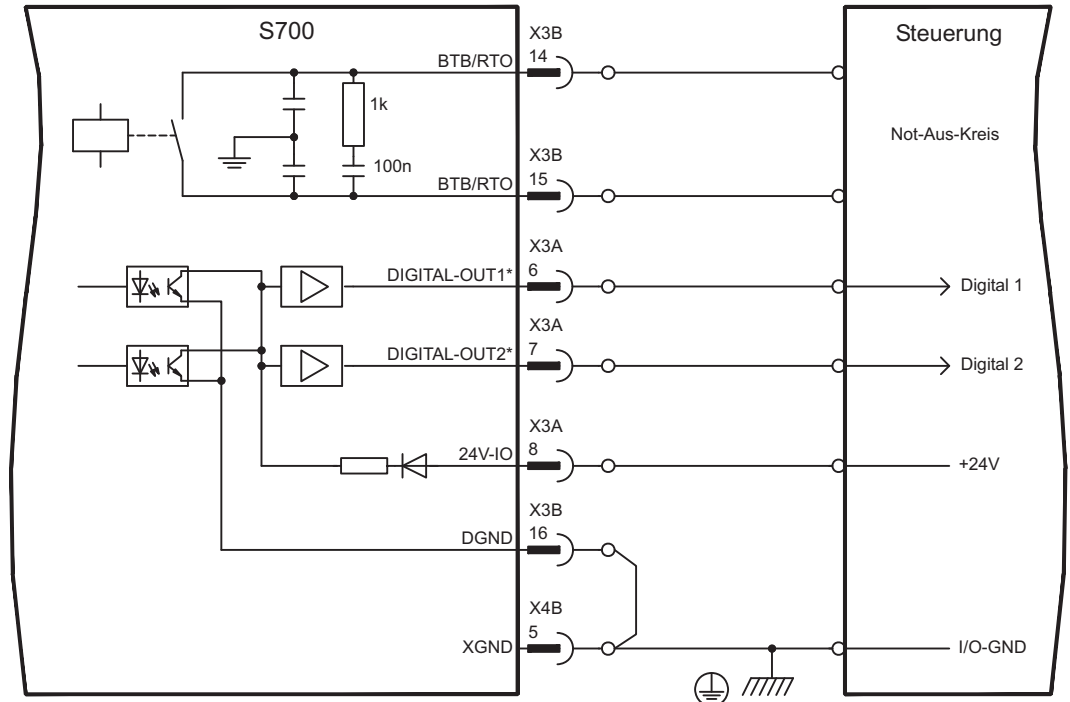 S700
Steuerung
X3B
BTB/RTO
14
1k
Not-Aus-Kreis
100n
X3B
BTB/RTO
15
X3A
DIGITAL-OUT1*
6
Digital 1
X3A
DIGITAL-OUT2*
7
Digital 2
X3A
24V-IO
8
+24V
X3B
DGND
16
X4B
XGND
5
I/O-GND